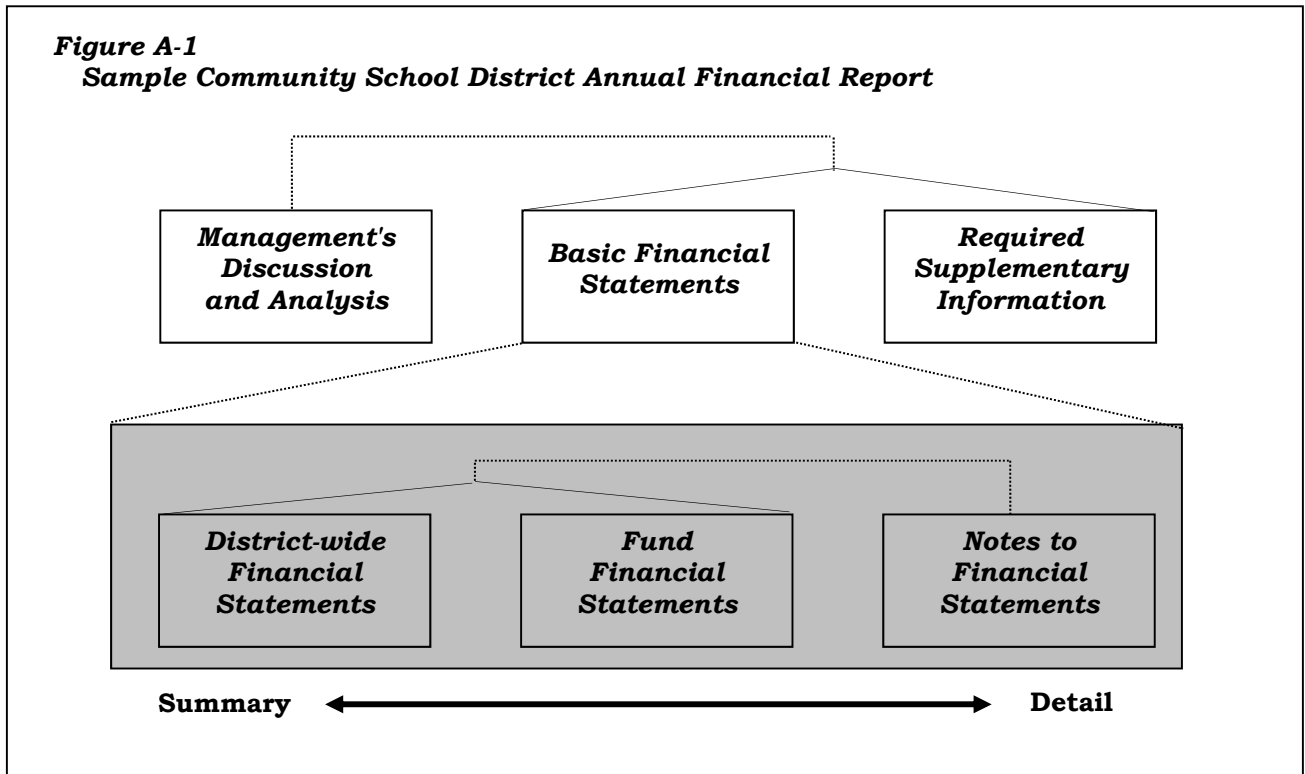 Figure A-1
Sample Community School District Annual Financial Report
Management's
Discussion
and Analysis
Basic Financial
Statements
Required
Supplementary
Information
District-wide
Financial
Statements
Fund
Financial
Statements
Notes to
Financial
Statements
Summary
Detail